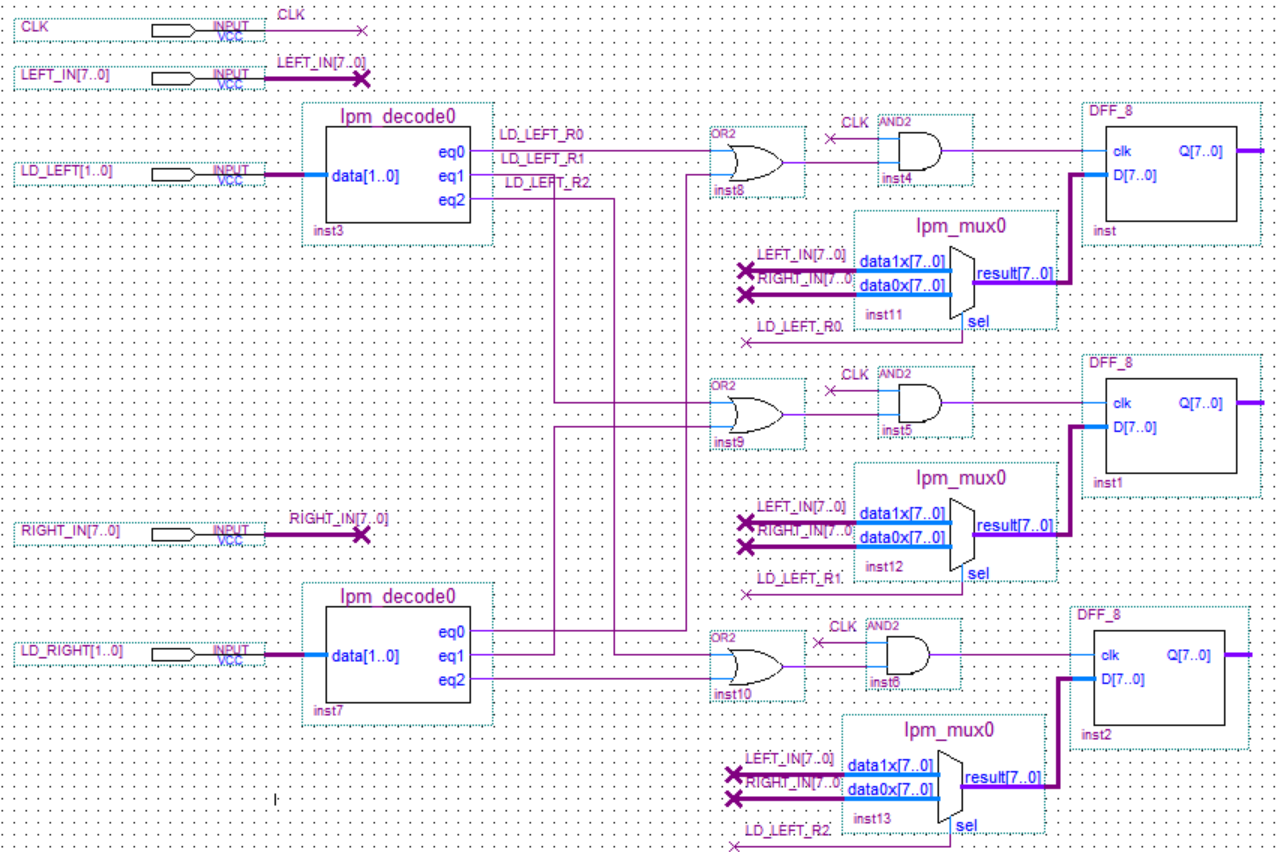 CLK
INPUT
VCC
CLK
LEFT_IN[7..0]
INPUT
VCC
LEFT_IN[7..0]
lpm_decode0
LD_LEFT[1..0]
INPUT
VCC
data[1..0]
eq0
eq1
eq2
inst3
LD_LEFT_R0
LD_LEFT_R1
LD_LEFT_R2
OR2
inst8
CLK
AND2
inst4
DFF_8
clk
D[7..0]
Q[7..0]
inst
lpm_mux0
LEFT_IN[7..0]
RIGHT_IN[7..0
data1x[7..0]
data0x[7..0]
result[7..0]
inst11
sel
LD_LEFT_R0
OR2
inst9
CLK
AND2
inst5
DFF_8
clk
D[7..0]
Q[7..0]
inst1
lpm_mux0
LEFT_IN[7..0]
RIGHT_IN[7..0
data1x[7..0]
data0x[7..0]
result[7..0]
inst12
sel
LD_LEFT_R1
RIGHT_IN[7..0]
INPUT
VCC
RIGHT_IN[7..0]
lpm_decode0
LD_RIGHT[1..0]
INPUT
VCC
data[1..0]
eq0
eq1
eq2
inst7
OR2
inst10
CLK
AND2
inst6
DFF_8
clk
D[7..0]
Q[7..0]
inst2
lpm_mux0
LEFT_IN[7..0]
RIGHT_IN[7..0
data1x[7..0]
data0x[7..0]
result[7..0]
inst13
sel
LD_LEFT_R2